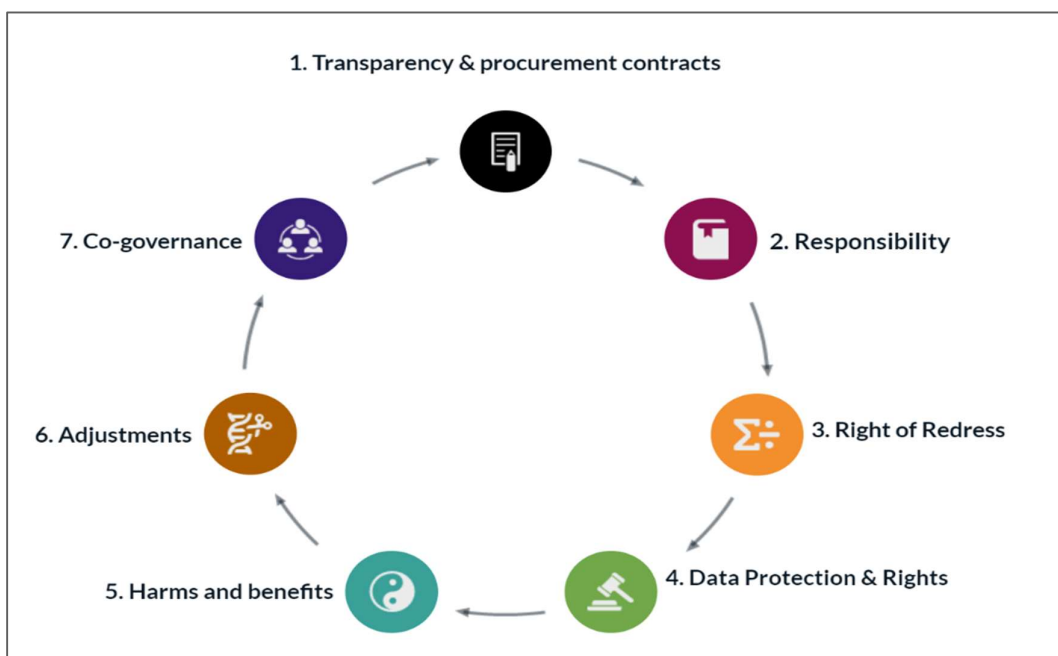 1. Transparency & procurement contracts
2. Responsibility
3. Right of Redress
4. Data Protection & Rights
5. Harms and benefits
6. Adjustments
7. Co-governance